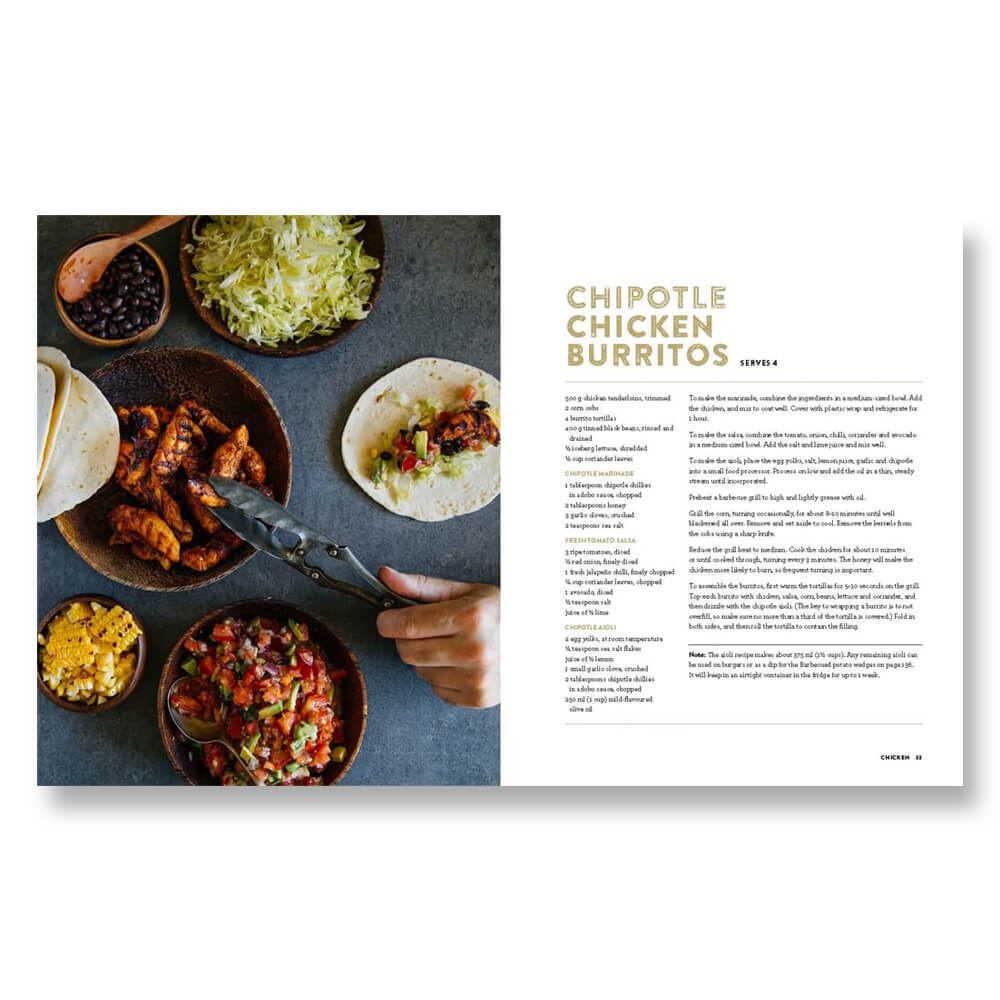 CHIPOTLE
CHICKEN
BURRITOS SERVES 4
500 g chicken tenderloins, trimmed
2 corn cobs
4 burrito tortillas
400 g tinned black beans, rinsed and
drained
iceberg lettuce, shredded
cup coriander leaves
CHIPOTLE MARINADE
1 tablespoon chipotle chillies
in adobo sauce, chopped
2 tablespoons honey
3 garlic cloves, crushed
2 teaspoons sea salt
FRESH TOMATO SALSA
3 ripe tomatoes, diced
½ red onion, finely diced
1 fresh jalapeño chilli, finely chopped
cup coriander leaves, chopped
1 avocado, diced
teaspoon salt
juice of ½ lime
CHIPOTLE AIOLI
2 egg yolks, at room temperature
teaspoon sea salt flakes
juice of ½ lemon
1 small garlic clove, crushed
2 tablespoons chipotle chillies
in adobo sauce, chopped
250 ml (1 cup) mild-flavoured
olive oil
To make the marinade, combine the ingredients in a medium-sized bowl. Add
the chicken, and mix to coat well. Cover with plastic wrap and refrigerate for
1 hour.
To make the salsa, combine the tomato, onion, chilli, coriander and avocado
in a medium-sized bowl. Add the salt and lime juice and mix well.
To make the aioli, place the egg yolks, salt, lemon juice, garlic and chipotle
into a small food processor. Process on low and add the oil in a thin, steady
stream until incorporated.
Preheat a barbecue grill to high and lightly grease with oil.
Grill the corn, turning occasionally, for about 8–10 minutes until well
blackened all over. Remove and set aside to cool. Remove the kernels from
the cobs using a sharp knife.
Reduce the grill heat to medium. Cook the chicken for about 10 minutes
or until cooked through, turning every 2 minutes. The honey will make the
chicken more likely to burn, so frequent turning is important.
To assemble the burritos, first warm the tortillas for 5–10 seconds on the grill.
Top each burrito with chicken, salsa, corn, beans, lettuce and coriander, and
then drizzle with the chipotle aioli. (The key to wrapping a burrito is to not
overfill, so make sure no more than a third of the tortilla is covered.) Fold in
both sides, and then roll the tortilla to contain the filling.
Note: The aioli recipe makes about 375 ml (1½ cups). Any remaining aioli can
be used on burgers or as a dip for the Barbecued potato wedges on page 196.
It will keep in an airtight container in the fridge for up to 1 week.
CHICKEN 33